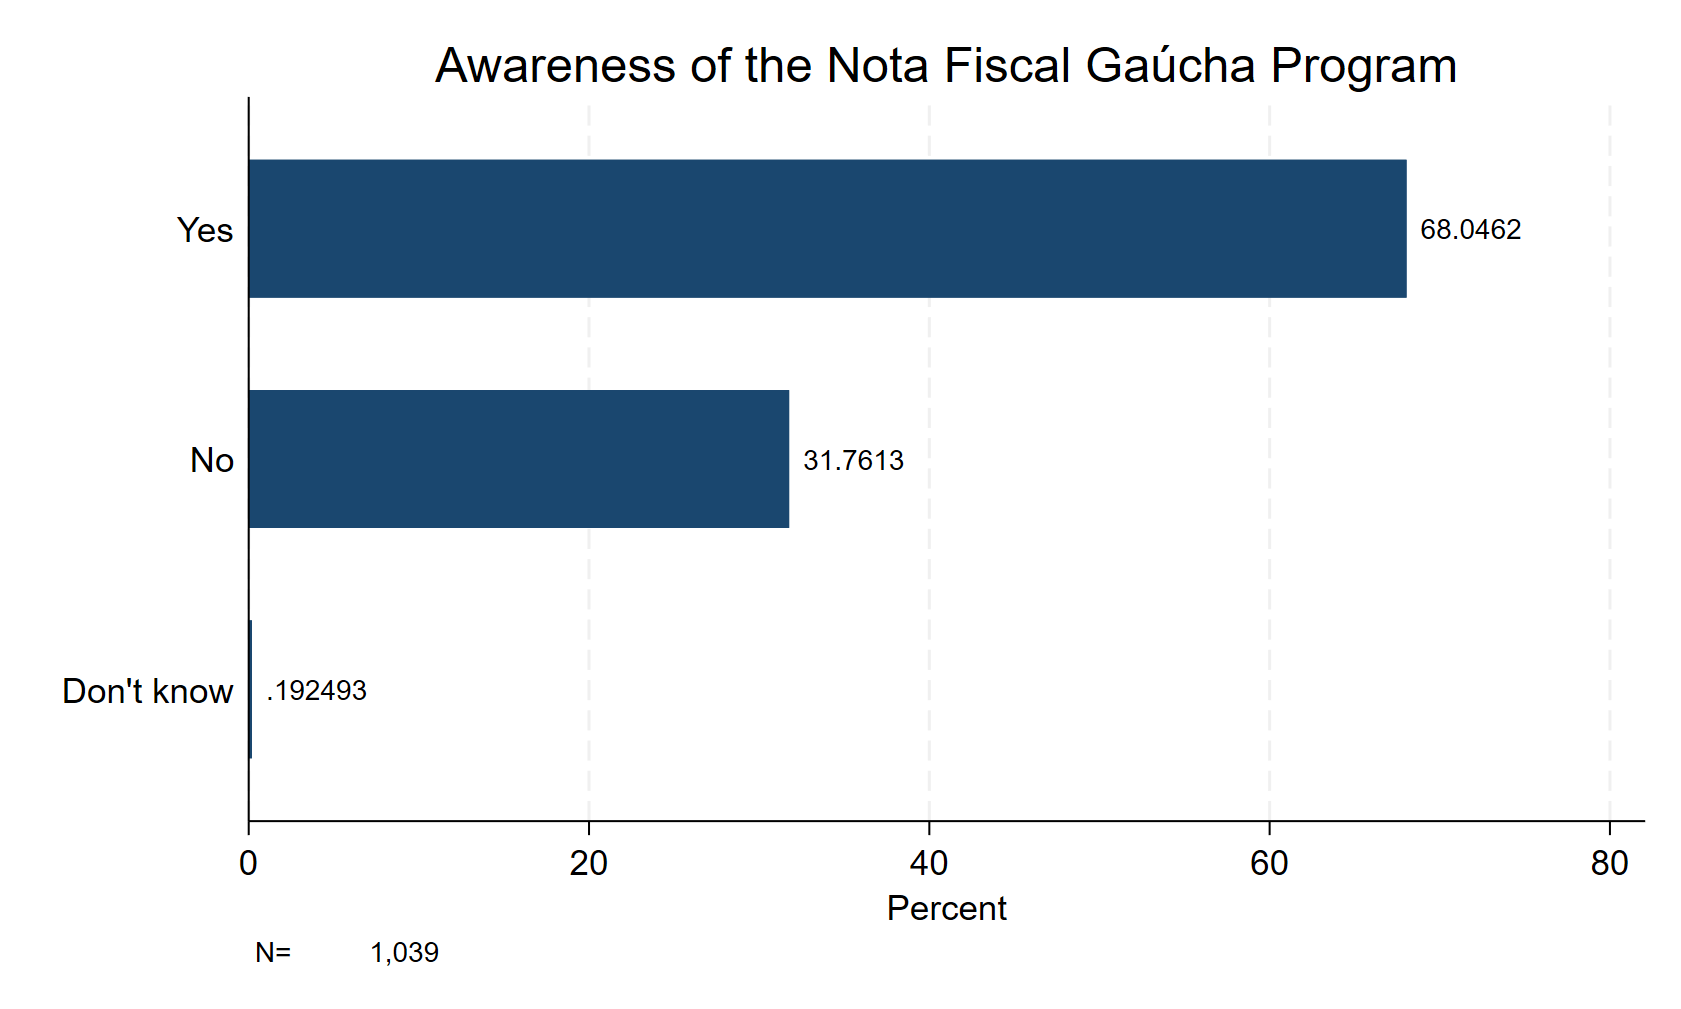 Awareness of the Nota Fiscal Gaúcha Program
Yes
68.0462
No
31.7613
Don't know
.192493
0 20 40 60 80
Percent
N= 1,039